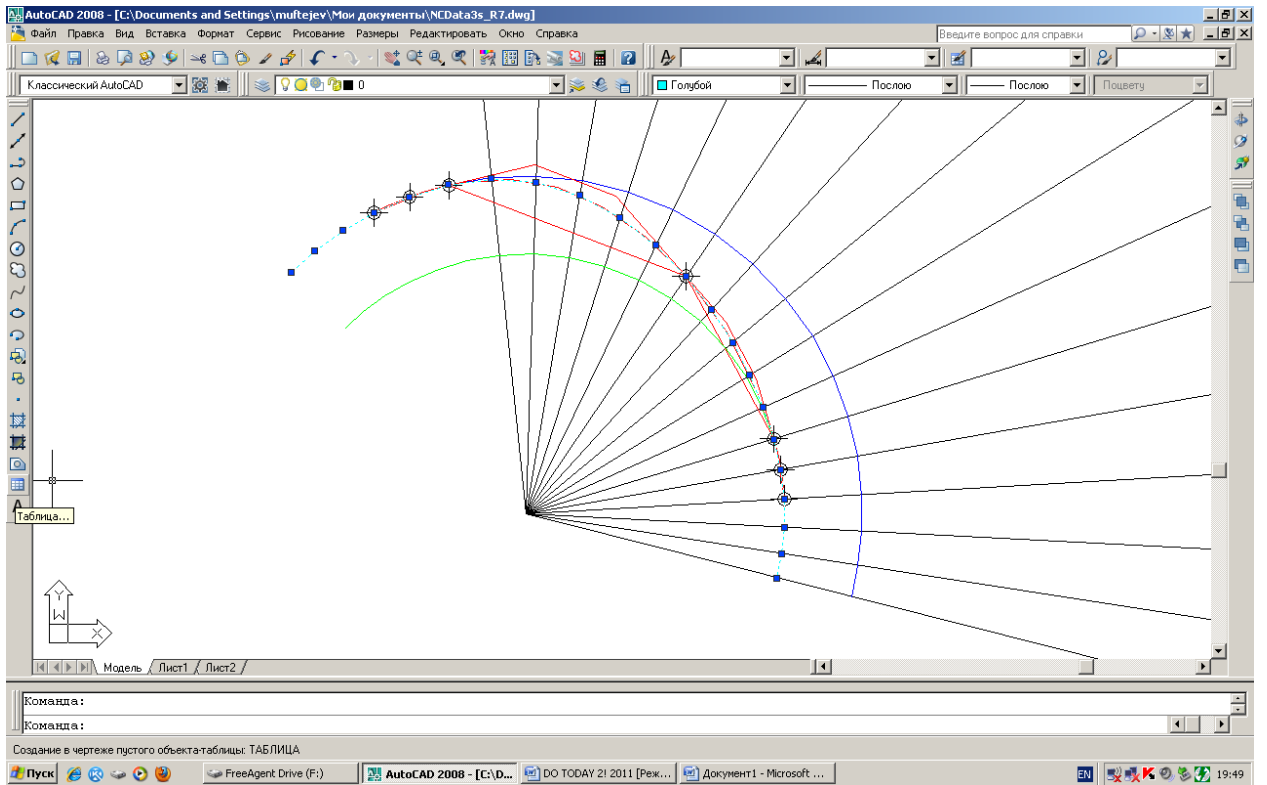 AutoCAD 2008 - [C:\Documents and Settings\muftejev\Мои документы\NCData3s_R7.dwg]
Файл Правка Вид Вставка Формат Сервис Рисование Размеры Редактировать Окно Справка
Введите вопрос для справки
Классический AutoCAD
0
Голубой
Послою
Послою
Поцвету
A
Таблица...
Y
W
X
Модель Лист1 Лист2
Команда:
Команда:
Создание в чертеже пустого объекта-таблицы: ТАБЛИЦА
Пуск
FreeAgent Drive (F:)
AutoCAD 2008 - [C:\D...
DO TODAY 2! 2011 [Реж...
Документ1 - Microsoft ...
EN
19:49